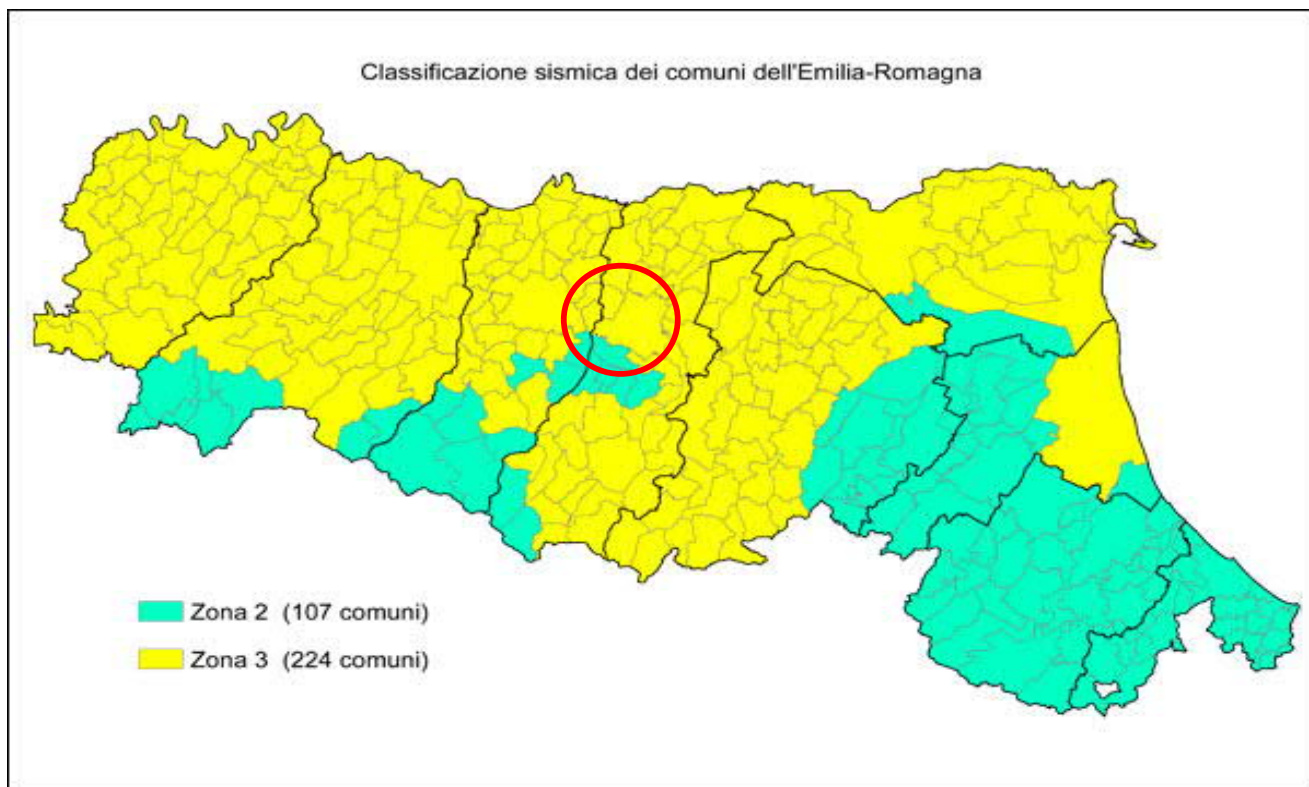 Classificazione sismica dei comuni dell'Emilia-Romagna
Zona 2 (107 comuni)
Zona 3 (224 comuni)